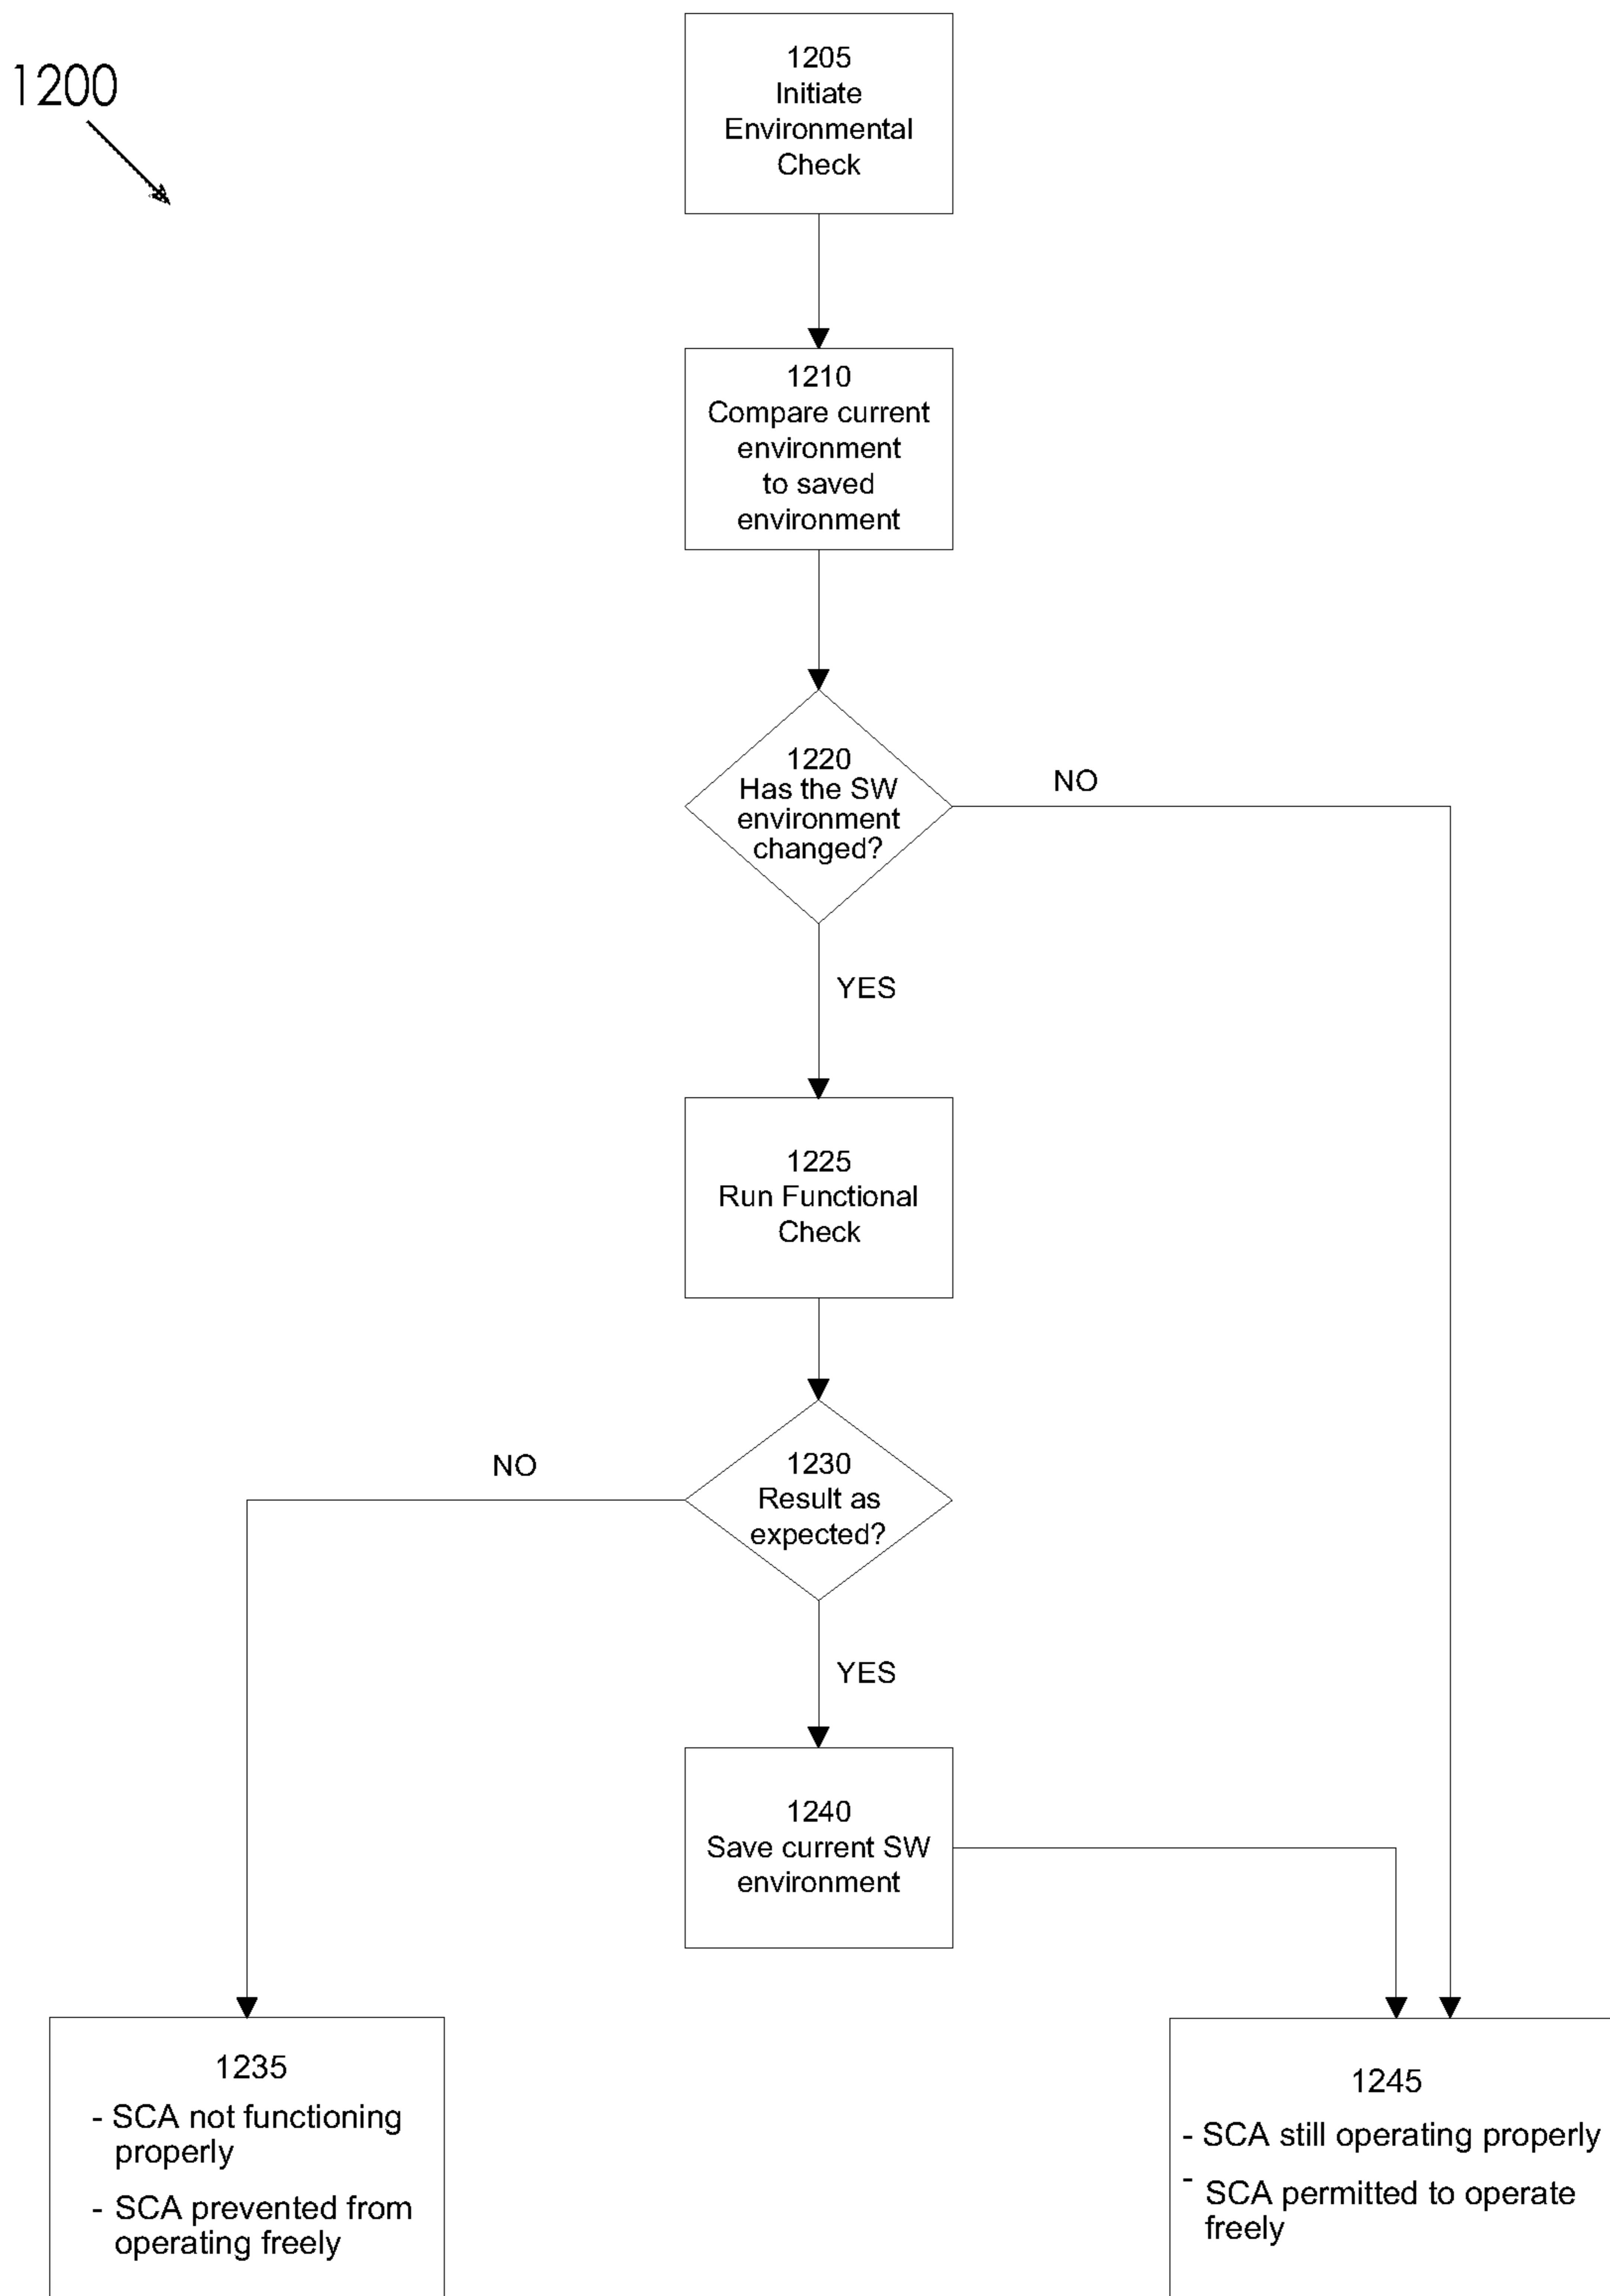 1200
1205
Initiate
Environmental
Check
1210
Compare current
environment
to saved
environment
1220
Has the SW
environment
changed?
NO
YES
1225
Run Functional
Check
1230
Result as
expected?
NO
YES
1240
Save current SW
environment
1235
- SCA not functioning
properly
- SCA prevented from
operating freely
1245
- SCA still operating properly
- SCA permitted to operate
freely